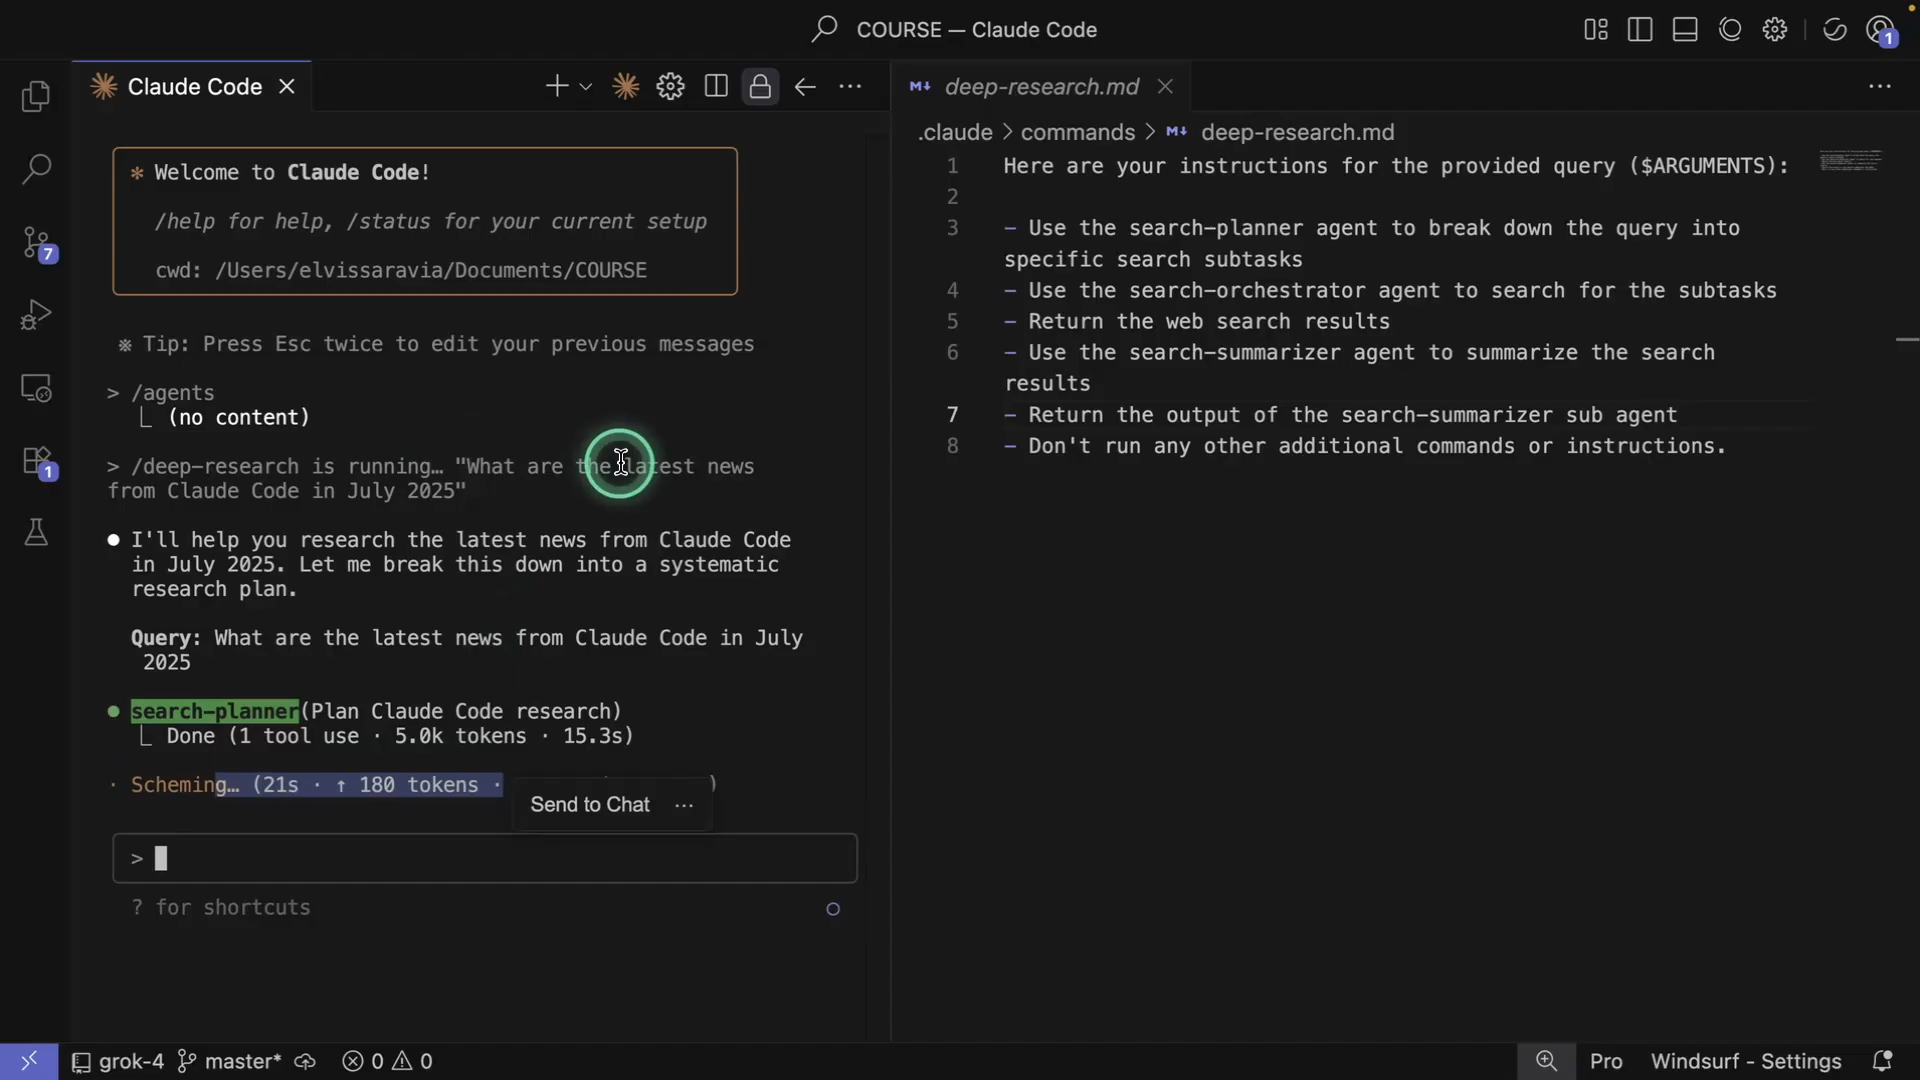 COURSE — Claude Code
1
Claude Code
deep-research.md
.claude > commands > deep-research.md
✻ Welcome to Claude Code!
/help for help, /status for your current setup
cwd: /Users/elvissaravia/Documents/COURSE
※ Tip: Press Esc twice to edit your previous messages
> /agents
⎿ (no content)
> /deep-research is running… "What are the latest news
from Claude Code in July 2025"
I'll help you research the latest news from Claude Code
in July 2025. Let me break this down into a systematic
research plan.
Query: What are the latest news from Claude Code in July
2025
search-planner(Plan Claude Code research)
⎿ Done (1 tool use · 5.0k tokens · 15.3s)
· Scheming… (21s · ↑ 180 tokens · )
Send to Chat ...
>
? for shortcuts
7
1
1 Here are your instructions for the provided query ($ARGUMENTS):
2
3 - Use the search-planner agent to break down the query into
specific search subtasks
4 - Use the search-orchestrator agent to search for the subtasks
5 - Return the web search results
6 - Use the search-summarizer agent to summarize the search
results
7 - Return the output of the search-summarizer sub agent
8 - Don't run any other additional commands or instructions.
grok-4 master* 0 0
Pro Windsurf - Settings